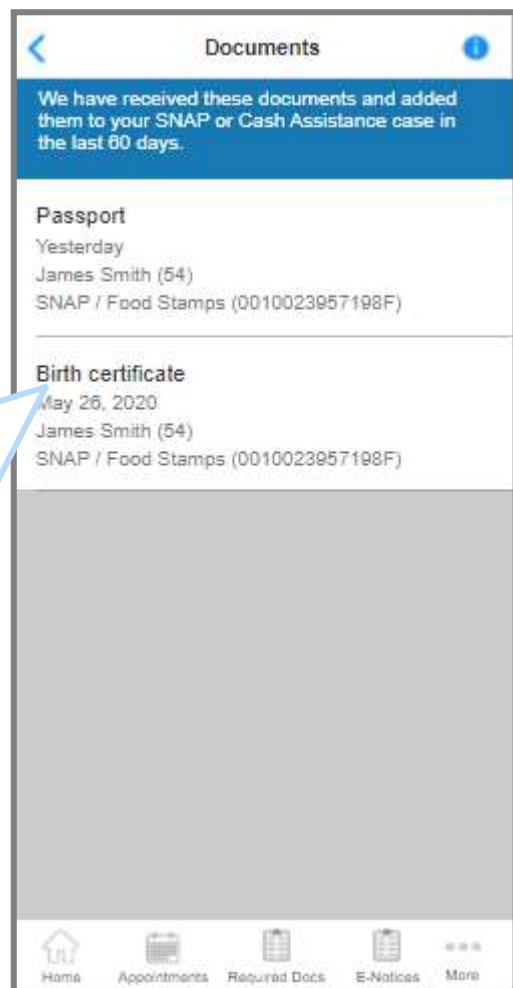 Documents
We have received these documents and added
them to your SNAP or Cash Assistance case in
the last 60 days.
Passport
Yesterday
James Smith (54)
SNAP / Food Stamps (0010023957198F)
Birth certificate
May 26, 2020
James Smith (54)
SNAP / Food Stamps (0010023957198F)
Home Appointments Required Docs E-Notices More